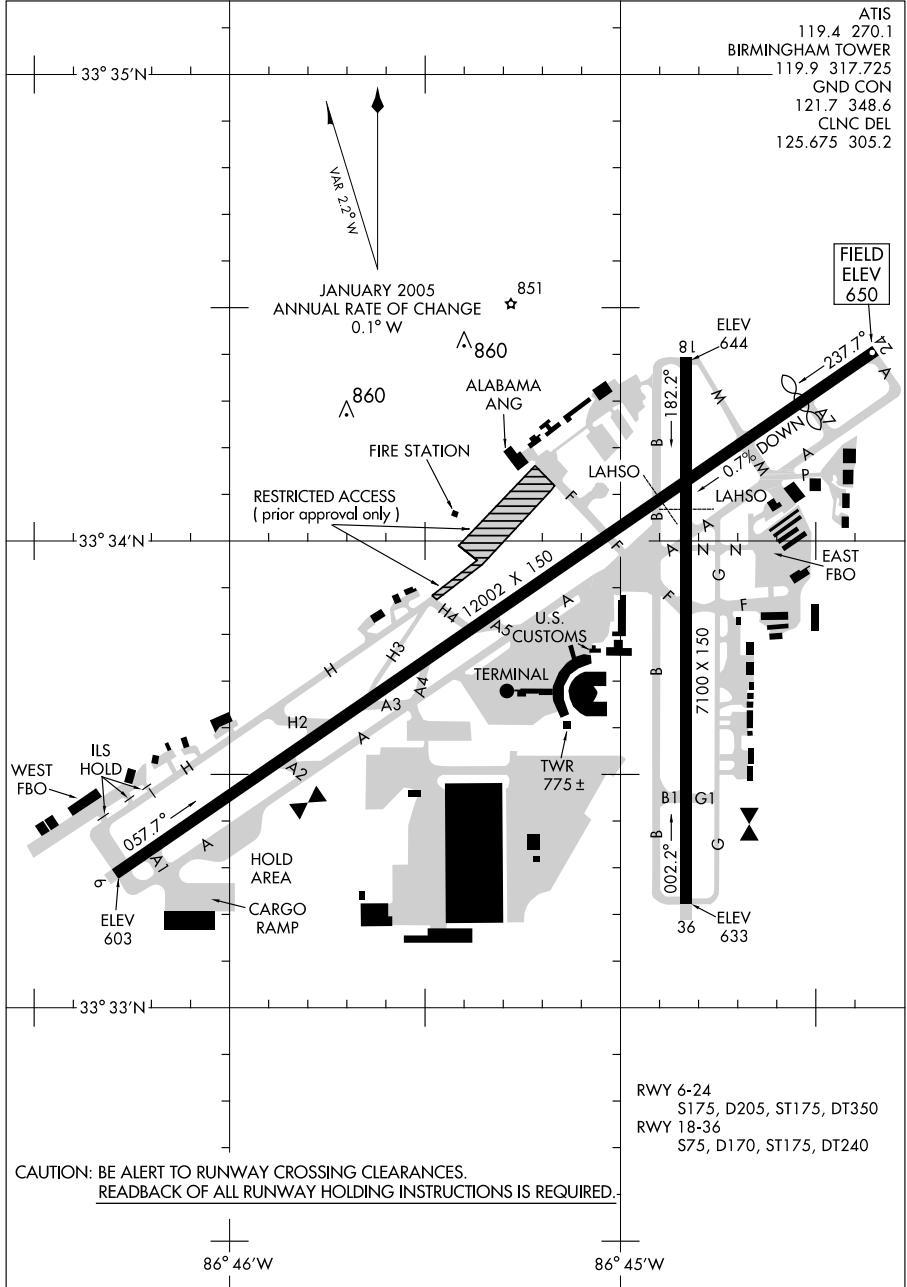 ATIS
119.4 270.1
BIRMINGHAM TOWER
119.9 317.725
GND CON
121.7 348.6
CLNC DEL
125.675 305.2
33° 35'N
VAR 2.2° W
JANUARY 2005
ANNUAL RATE OF CHANGE
0.1° W
851
860
860
FIELD
ELEV
650
ELEV
644
18
24
237.7°
A
182.2°
M
A7
0.7% DOWN
M
A
P
B
ALABAMA
ANG
FIRE STATION
LAHSO
LAHSO
RESTRICTED ACCESS
( prior approval only )
F
B
A
33° 34'N
F
A
N
N
EAST
FBO
G
12002 X 150
A
F
F
H4
A5
U.S.
CUSTOMS
H3
H
TERMINAL
A4
A3
B
7100 X 150
H2
A
A2
TWR
775 ±
ILS
HOLD
H
WEST
FBO
B1
G1
057.7°
A
A1
B
002.2°
G
HOLD
AREA
6
CARGO
RAMP
ELEV
603
36
ELEV
633
33° 33'N
RWY 6-24
S175, D205, ST175, DT350
RWY 18-36
S75, D170, ST175, DT240
CAUTION: BE ALERT TO RUNWAY CROSSING CLEARANCES.
READBACK OF ALL RUNWAY HOLDING INSTRUCTIONS IS REQUIRED.
86° 46'W
86° 45'W